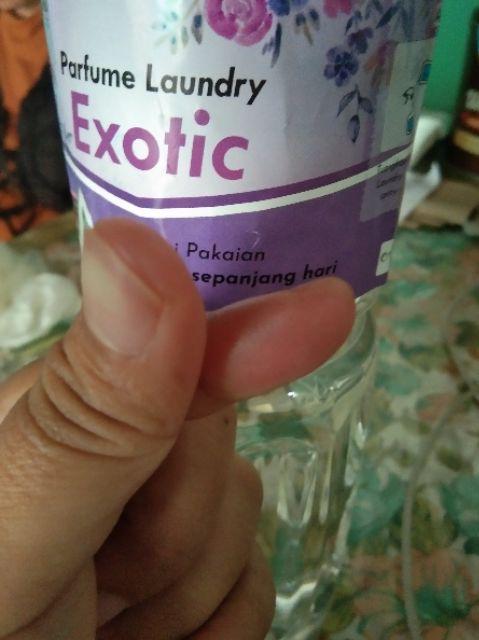 Parfume Laundry
Exotic
Pakaian
sepanjang hari